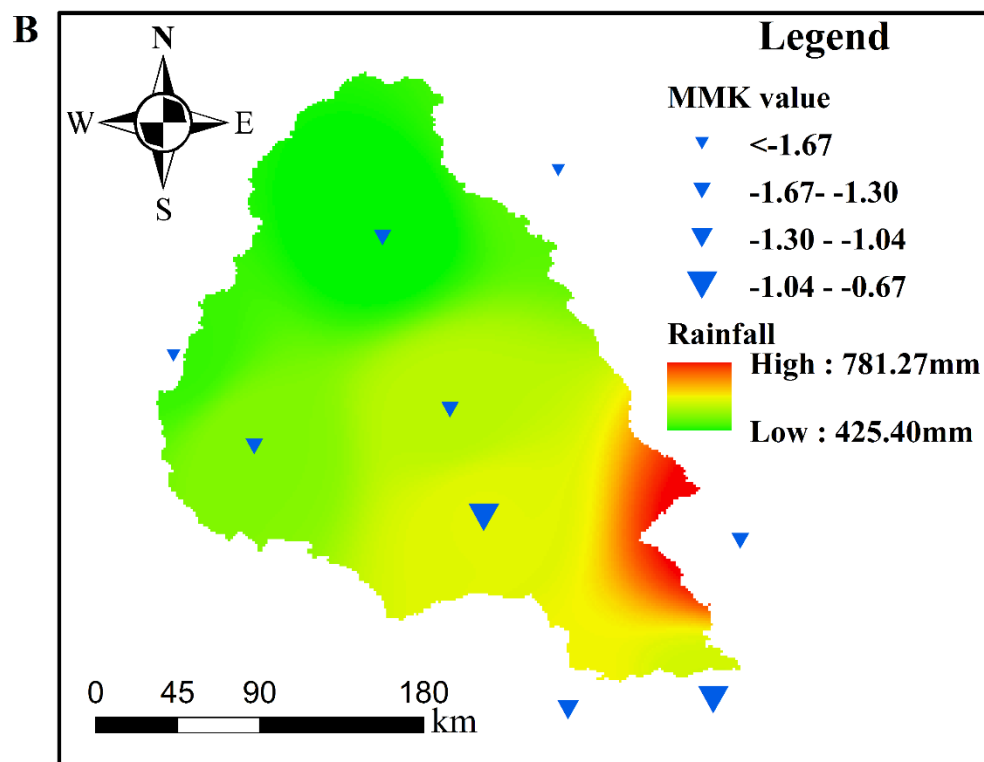 B
N
W E
S
Legend
MMK value
<-1.67
-1.67- -1.30
-1.30 - -1.04
-1.04 - -0.67
Rainfall
High : 781.27mm
Low : 425.40mm
0 45 90 180
km